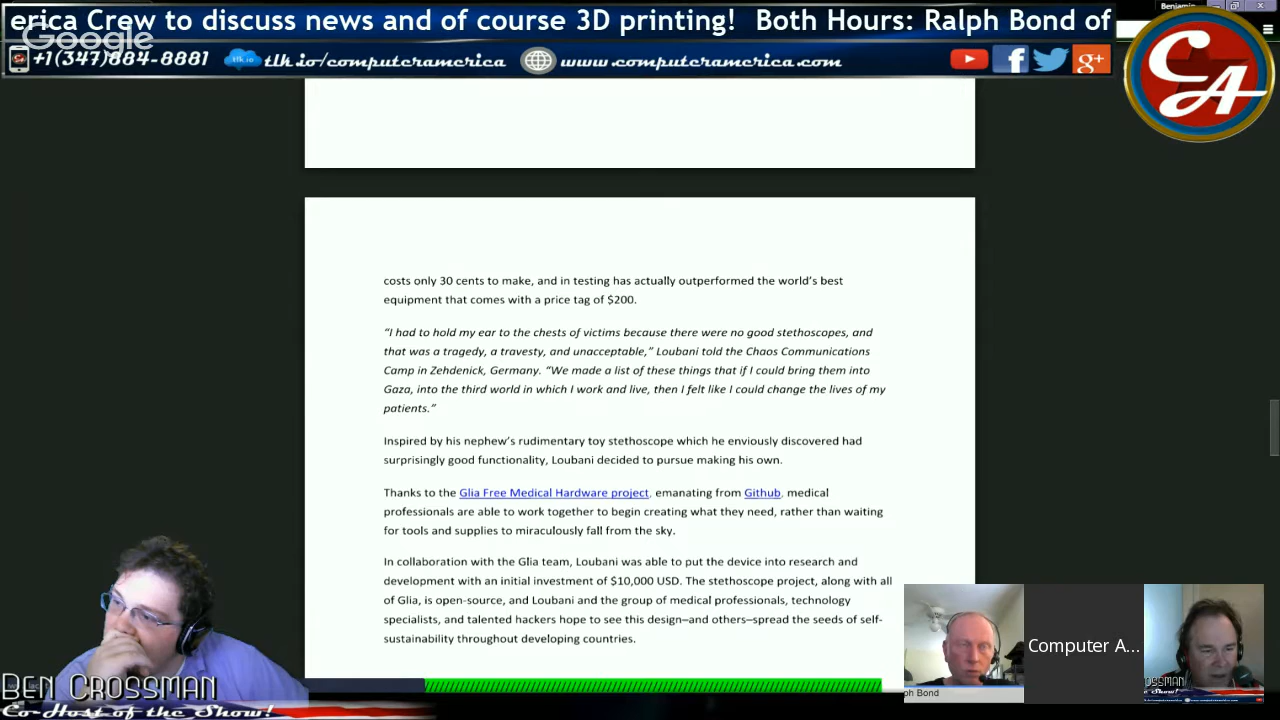 erica Crew to discuss news and of course 3D printing!  Both Hours: Ralph Bond of
Benjamin
Google
+1(347)884-8881
tlk.io/computeramerica
www.computeramerica.com
f
g+
CA
costs only 30 cents to make, and in testing has actually outperformed the world's best
equipment that comes with a price tag of $200.
“I had to hold my ear to the chests of victims because there were no good stethoscopes, and
that was a tragedy, a travesty, and unacceptable,” Loubani told the Chaos Communications
Camp in Zehdenick, Germany. “We made a list of these things that if I could bring them into
Gaza, into the third world in which I work and live, then I felt like I could change the lives of my
patients.”
Inspired by his nephew's rudimentary toy stethoscope which he enviously discovered had
surprisingly good functionality, Loubani decided to pursue making his own.
Thanks to the Glia Free Medical Hardware project, emanating from Github, medical
professionals are able to work together to begin creating what they need, rather than waiting
for tools and supplies to miraculously fall from the sky.
In collaboration with the Glia team, Loubani was able to put the device into research and
development with an initial investment of $10,000 USD. The stethoscope project, along with all
of Glia, is open-source, and Loubani and the group of medical professionals, technology
specialists, and talented hackers hope to see this design–and others–spread the seeds of self-
sustainability throughout developing countries.
Computer A...
ph Bond
Ben Crossman
Co-Host of the Show!